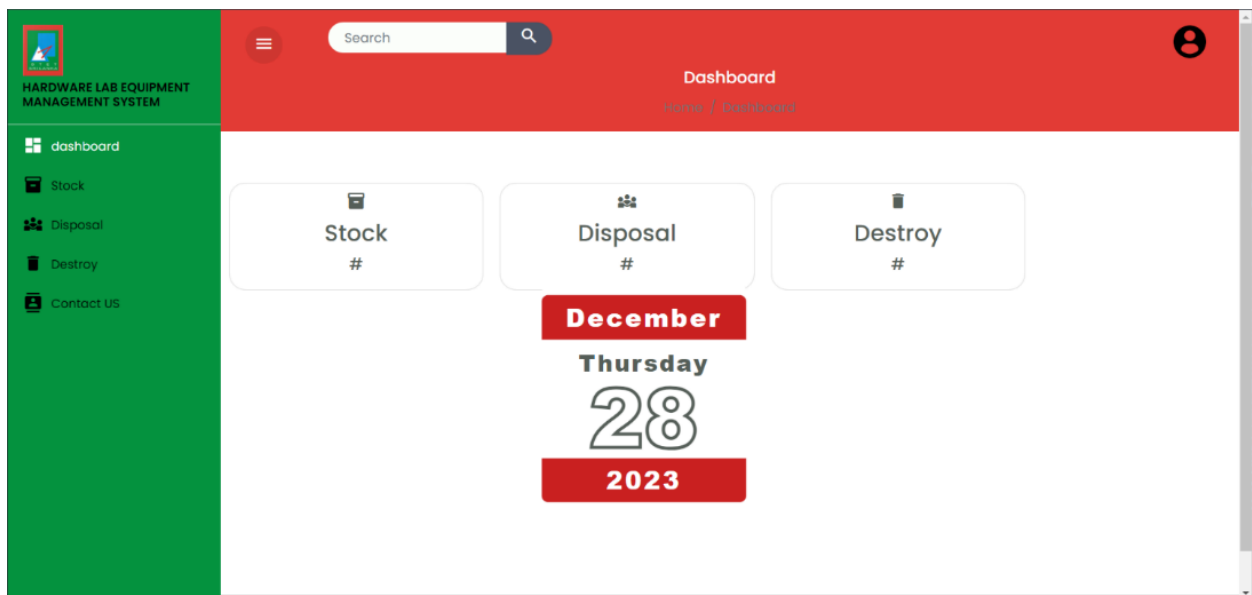 HARDWARE LAB EQUIPMENT
MANAGEMENT SYSTEM
dashboard
Stock
Disposal
Destroy
Contact US
Search
Dashboard
Home / Dashboard
Stock
#
Disposal
#
Destroy
#
December
Thursday
28
2023